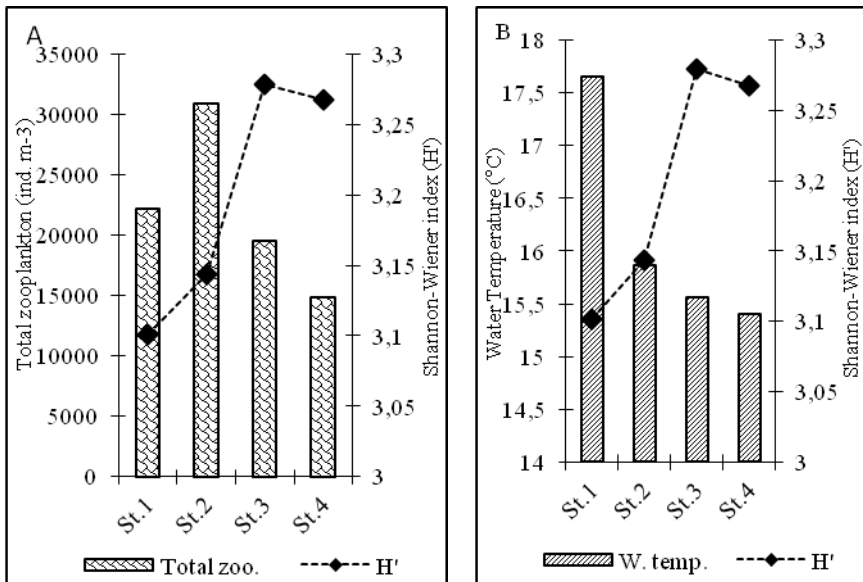 A
35000
30000
25000
20000
15000
10000
5000
0
Total zooplankton (ind. m-3)
3,3
3,25
3,2
3,15
3,1
3,05
3
Shannon-Wiener index (H')
St.1
St.2
St.3
St.4
Total zoo.
H'
B
18
17,5
17
16,5
16
15,5
15
14,5
14
Water Temperature (°C)
3,3
3,25
3,2
3,15
3,1
3,05
3
Shannon-Wiener index (H')
St.1
St.2
St.3
St.4
W. temp.
H'